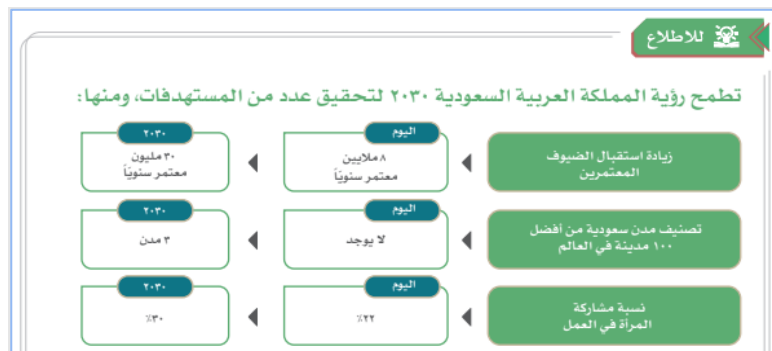 للاطلاع
تطمح رؤية المملكة العربية السعودية ٢٠٣٠ لتحقيق عدد من المستهدفات، ومنها:
زيادة استقبال الضيوف
المعتمرين
اليوم
٨ ملايين
معتمر سنويًا
٢٠٣٠
٣٠ مليون
معتمر سنويًا
تصنيف مدن سعودية من أفضل
١٠٠ مدينة في العالم
اليوم
لا يوجد
٢٠٣٠
٣ مدن
نسبة مشاركة
المرأة في العمل
اليوم
٢٢٪
٢٠٣٠
٣٠٪